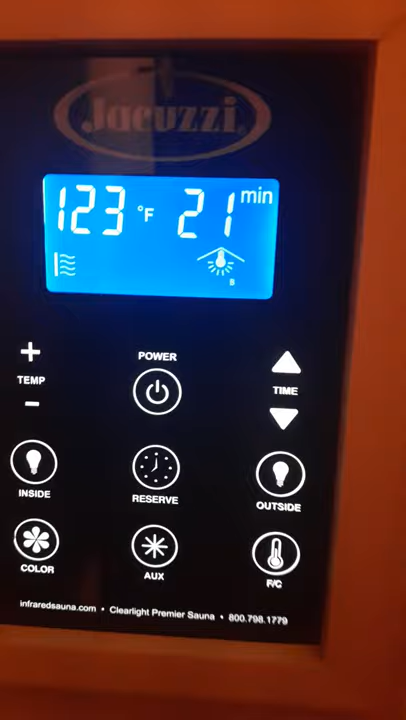 Jacuzzi
123 °F 21 min
B
POWER
TEMP
TIME
INSIDE
RESERVE
OUTSIDE
COLOR
AUX
F/C
infraredsauna.com • Clearlight Premier Sauna • 800.798.1779